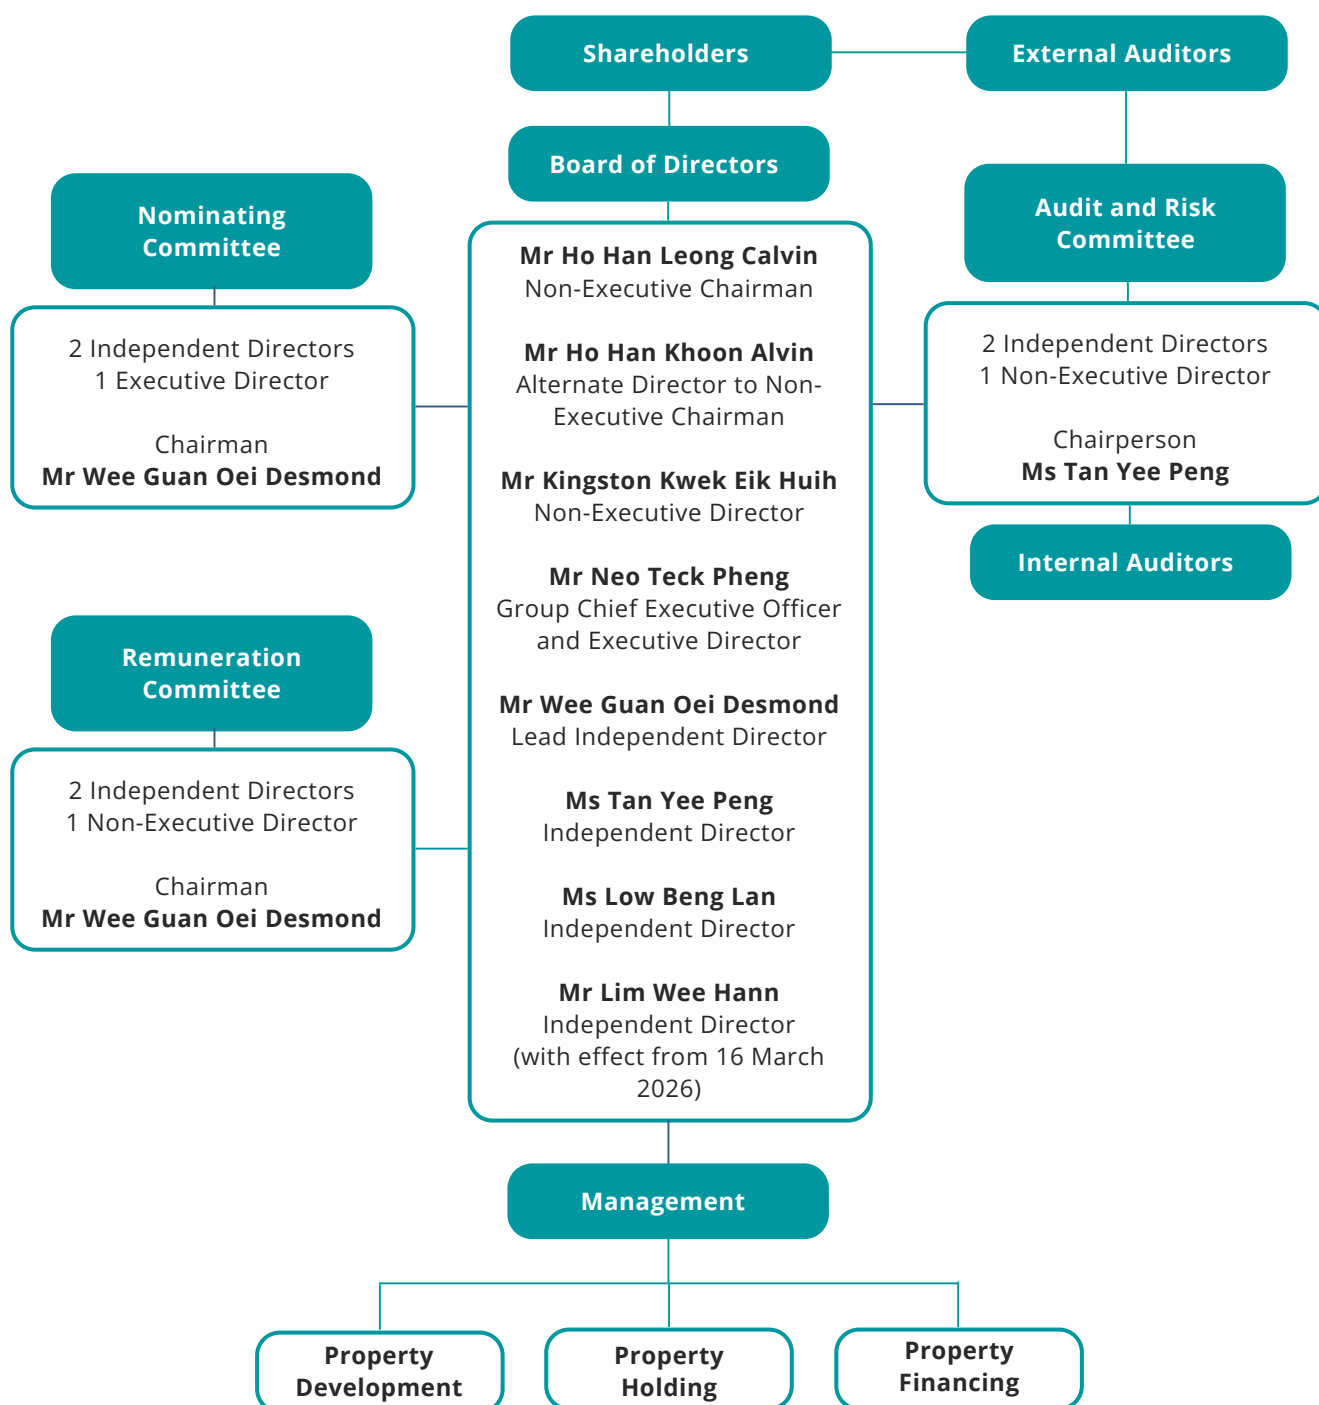 Shareholders
External Auditors
Board of Directors
Nominating
Committee
Audit and Risk
Committee
2 Independent Directors
1 Executive Director
Chairman
Mr Wee Guan Oei Desmond
Mr Ho Han Leong Calvin
Non-Executive Chairman
Mr Ho Han Khoon Alvin
Alternate Director to Non-
Executive Chairman
Mr Kingston Kwek Eik Huih
Non-Executive Director
Mr Neo Teck Pheng
Group Chief Executive Officer
and Executive Director
Mr Wee Guan Oei Desmond
Lead Independent Director
Ms Tan Yee Peng
Independent Director
Ms Low Beng Lan
Independent Director
Mr Lim Wee Hann
Independent Director
(with effect from 16 March
2026)
2 Independent Directors
1 Non-Executive Director
Chairperson
Ms Tan Yee Peng
Internal Auditors
Remuneration
Committee
2 Independent Directors
1 Non-Executive Director
Chairman
Mr Wee Guan Oei Desmond
Management
Property
Development
Property
Holding
Property
Financing